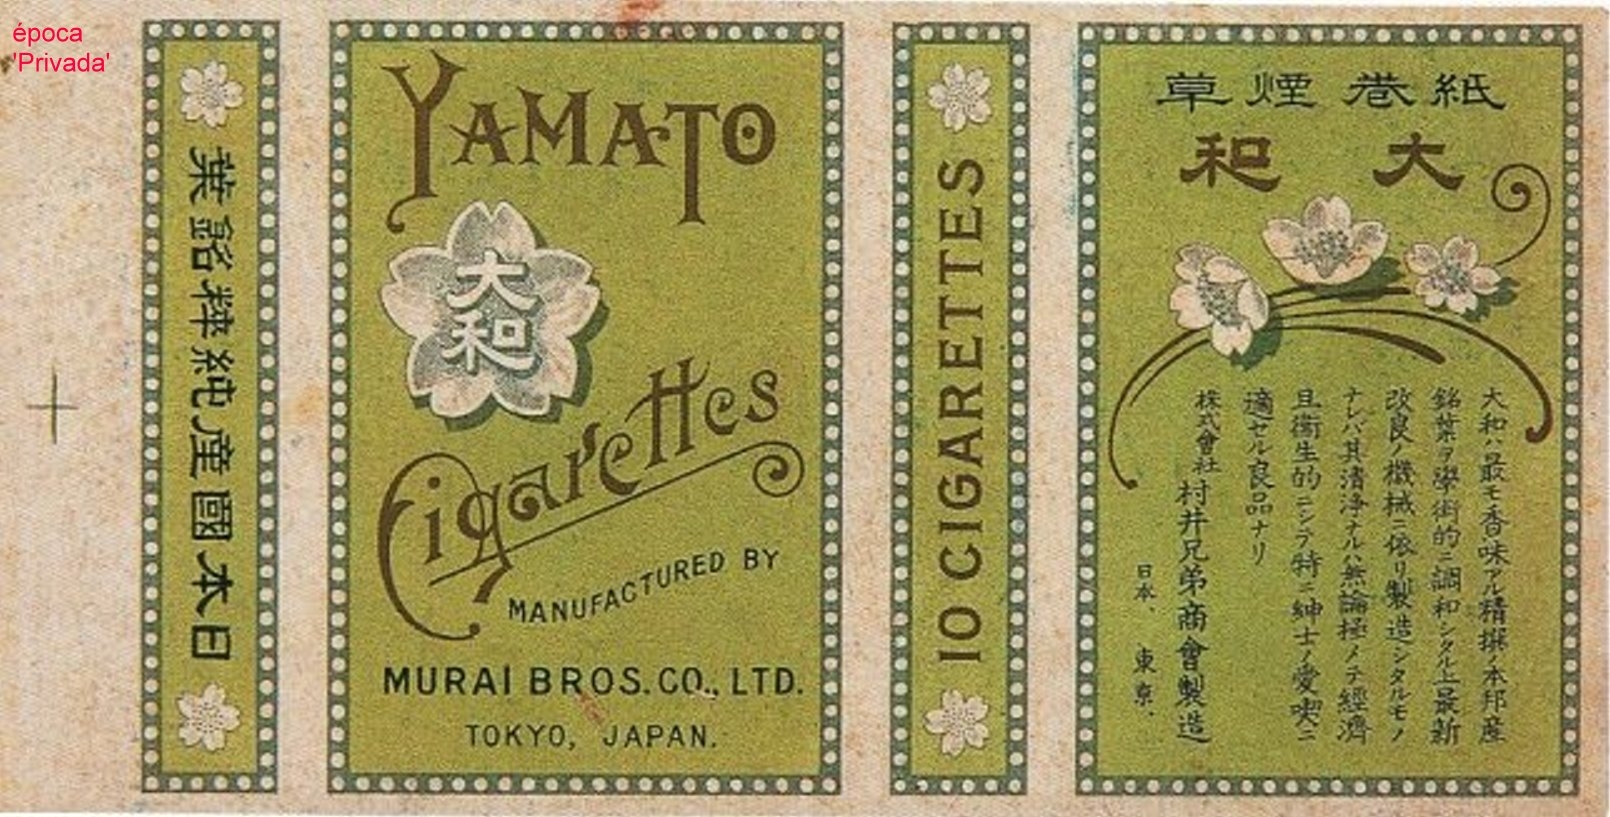 época
'Privada'
日本國産純粹銘葉
YAMATO
大和
Cigarettes
MANUFACTURED BY
MURAI BROS. CO., LTD.
TOKYO, JAPAN.
10 CIGARETTES
紙巻煙草
大和
大和ハ最モ香味アル精撰ノ本邦産
銘葉ヲ學術的ニ調和シタル上最新
改良ノ機械ニ依リ製造シタルモノ
ナレバ其清浄ナルハ無論極メテ經濟
且衞生的ニシテ特ニ紳士ノ愛喫ニ
適セル良品ナリ
株式會社 村井兄弟商會製造
日本、東京.